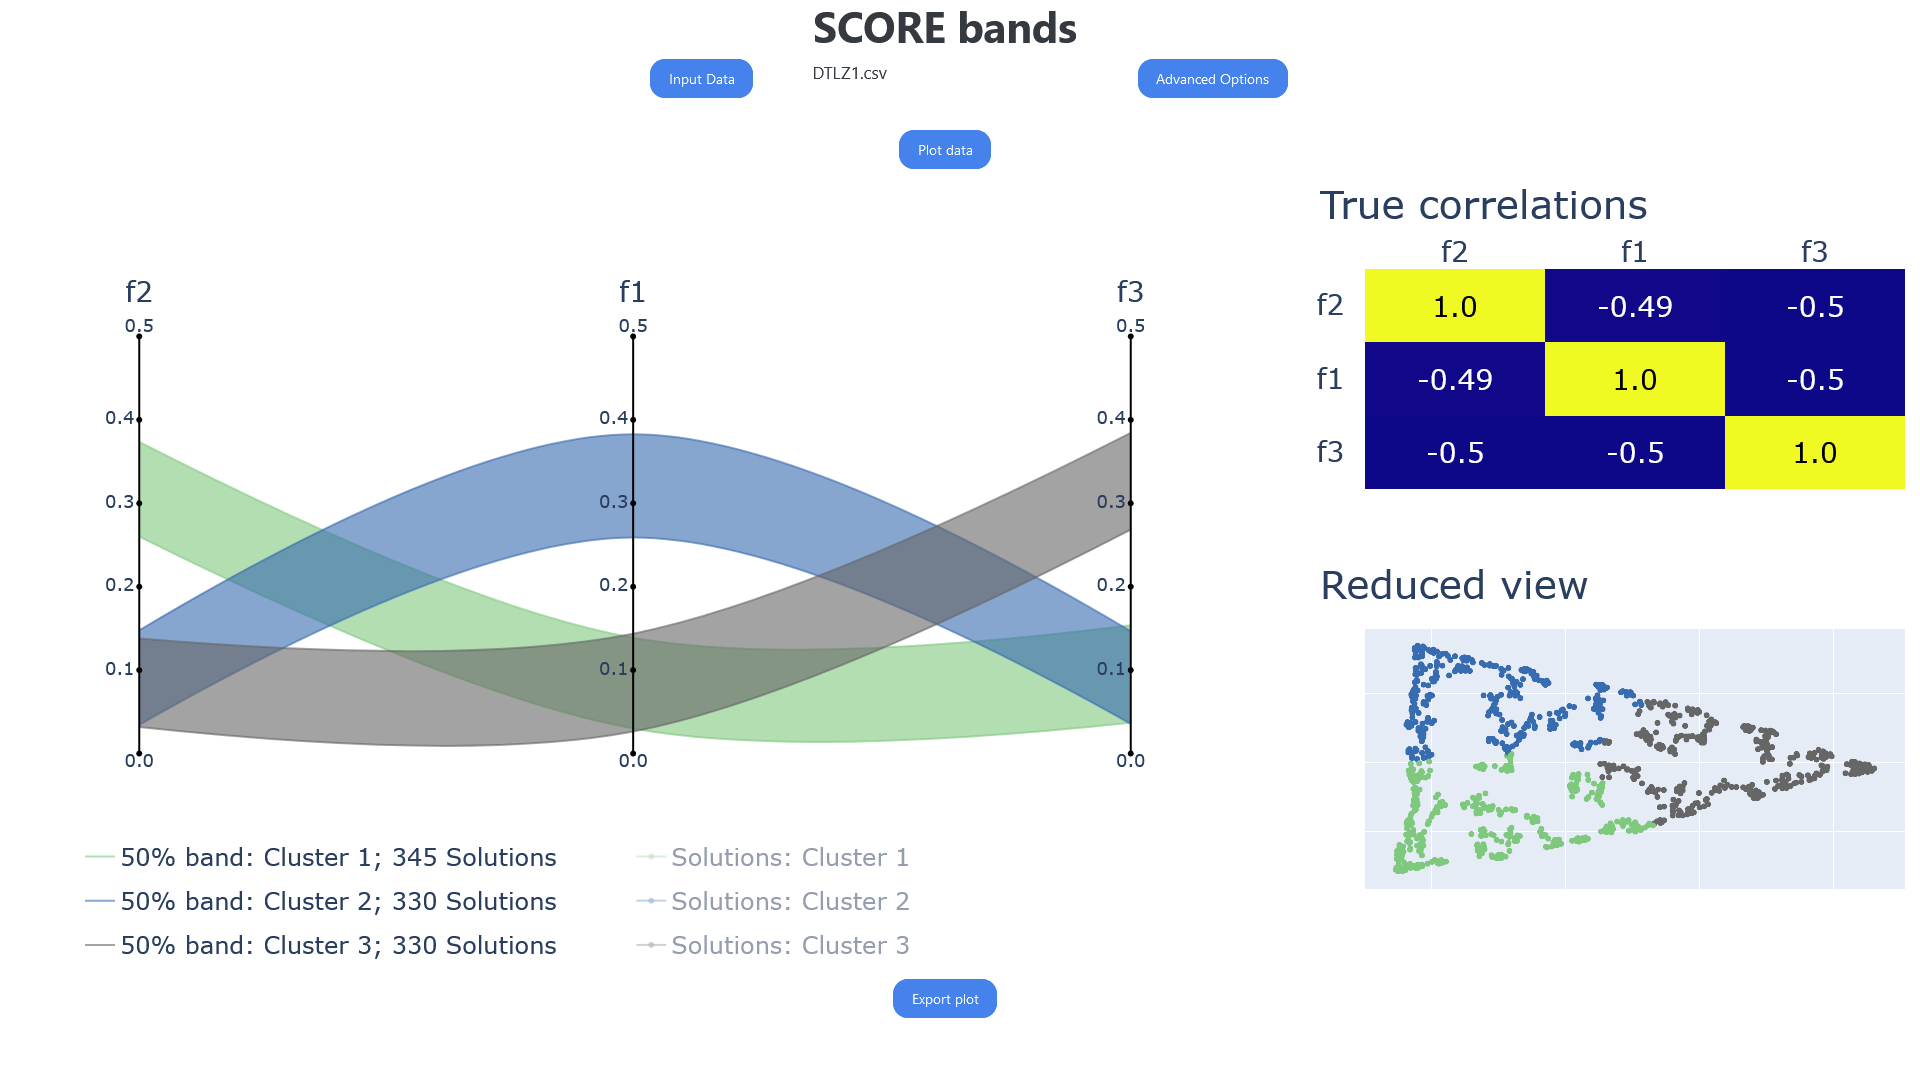 SCORE bands
Input Data
DTLZ1.csv
Advanced Options
Plot data
f2
f1
f3
0.5
0.5
0.5
0.4
0.4
0.4
0.3
0.3
0.3
0.2
0.2
0.2
0.1
0.1
0.1
0.0
0.0
0.0
50% band: Cluster 1; 345 Solutions
50% band: Cluster 2; 330 Solutions
50% band: Cluster 3; 330 Solutions
Solutions: Cluster 1
Solutions: Cluster 2
Solutions: Cluster 3
True correlations
f2 f1 f3
f2 1.0 -0.49 -0.5
f1 -0.49 1.0 -0.5
f3 -0.5 -0.5 1.0
Reduced view
Export plot